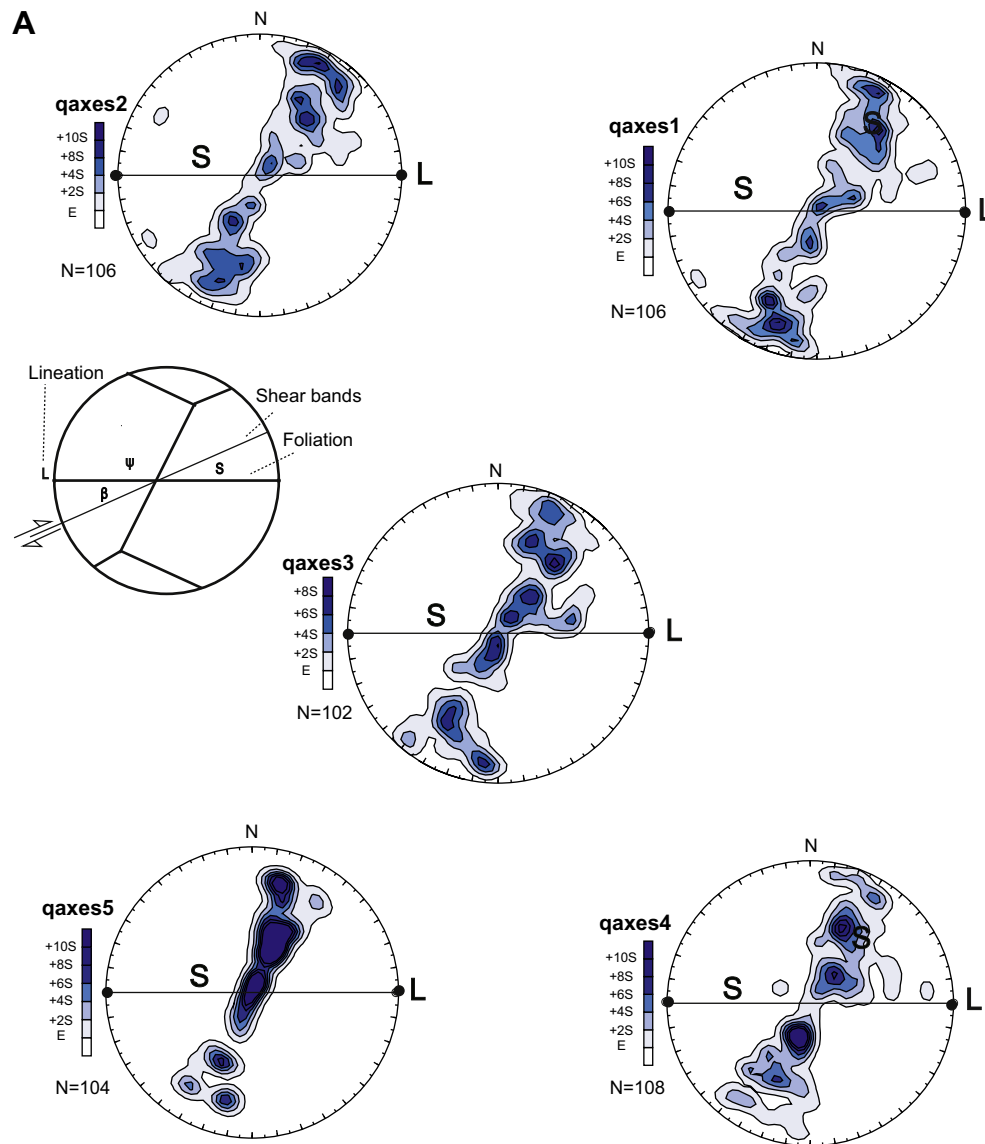 A
N
qaxes2
+10S
+8S
+4S
+2S
E
S
L
N=106
N
qaxes1
+10S
+8S
+6S
+4S
+2S
E
S
S
L
N=106
Lineation
Shear bands
Foliation
L
ψ
S
β
N
qaxes3
+8S
+6S
+4S
+2S
E
S
L
N=102
N
qaxes5
+10S
+8S
+6S
+4S
+2S
E
S
L
N=104
N
qaxes4
+10S
+8S
+6S
+4S
+2S
E
S
S
L
N=108